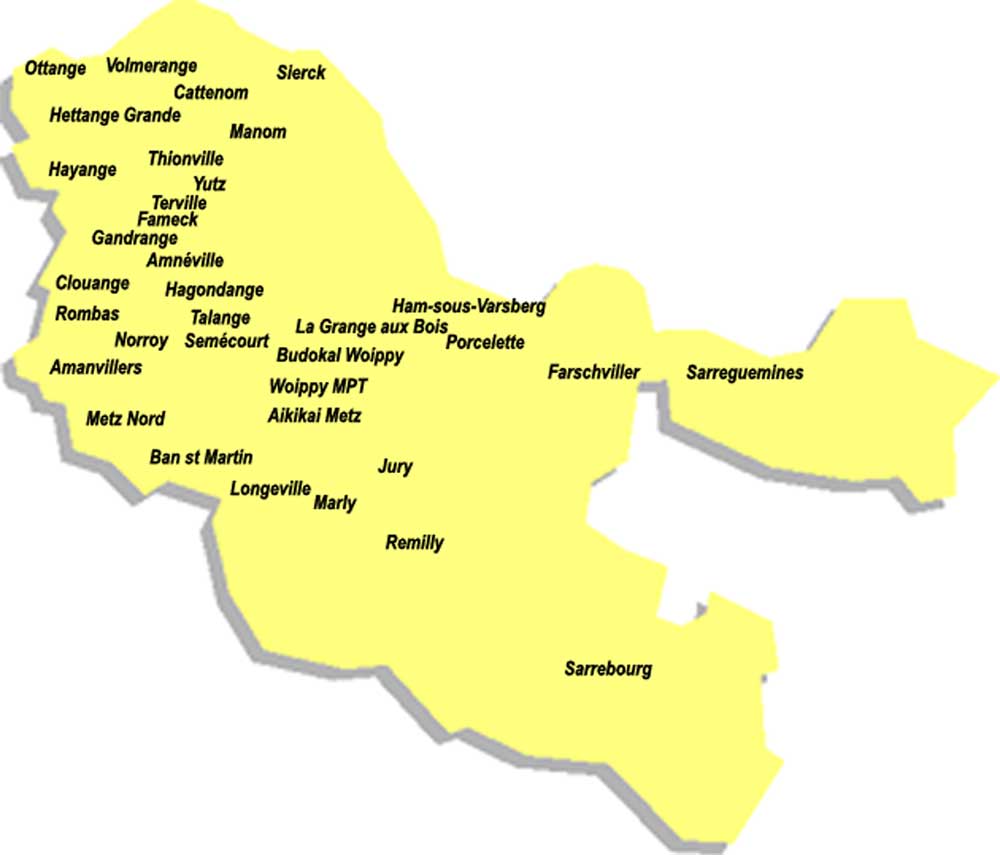 Ottange
Volmerange
Sierck
Cattenom
Hettange Grande
Manom
Thionville
Hayange
Yutz
Terville
Fameck
Gandrange
Amnéville
Clouange
Hagondange
Ham-sous-Varsberg
Rombas
Talange
La Grange aux Bois
Norroy
Semécourt
Porcelette
Budokal Woippy
Amanvillers
Farschviller
Sarreguemines
Woippy MPT
Metz Nord
Aikikai Metz
Ban st Martin
Jury
Longeville
Marly
Remilly
Sarrebourg